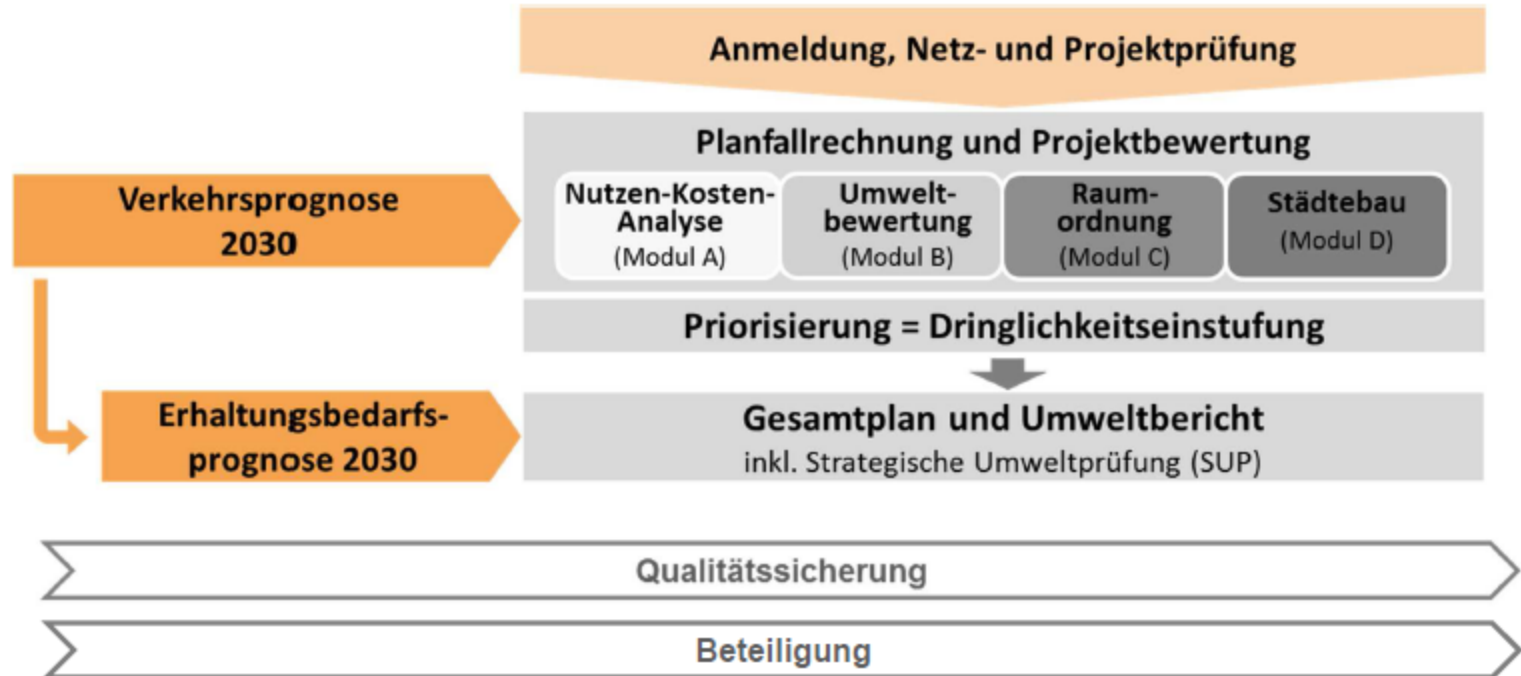 Anmeldung, Netz- und Projektprüfung
Planfallrechnung und Projektbewertung
Verkehrsprognose
2030
Nutzen-Kosten-
Analyse
(Modul A)
Umwelt-
bewertung
(Modul B)
Raum-
ordnung
(Modul C)
Städtebau
(Modul D)
Priorisierung = Dringlichkeitseinstufung
Erhaltungsbedarfs-
prognose 2030
Gesamtplan und Umweltbericht
inkl. Strategische Umweltprüfung (SUP)
Qualitätssicherung
Beteiligung